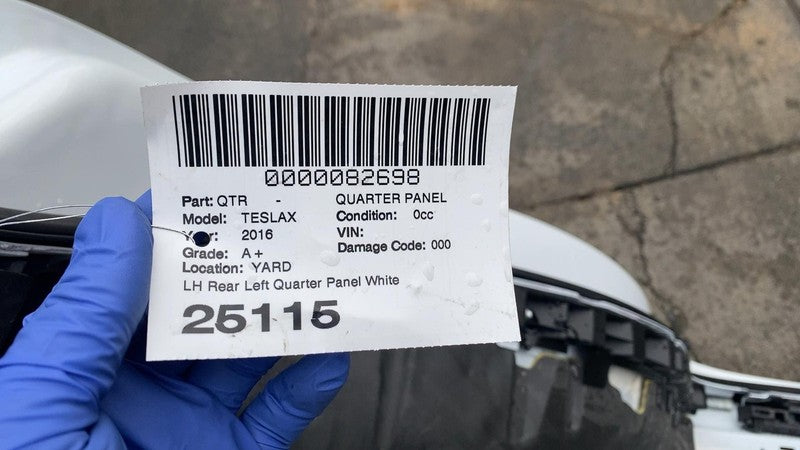 0000082698
Part: QTR - QUARTER PANEL
Model: TESLAX Condition: 0cc
Year: 2016 VIN:
Grade: A+ Damage Code: 000
Location: YARD
LH Rear Left Quarter Panel White
25115